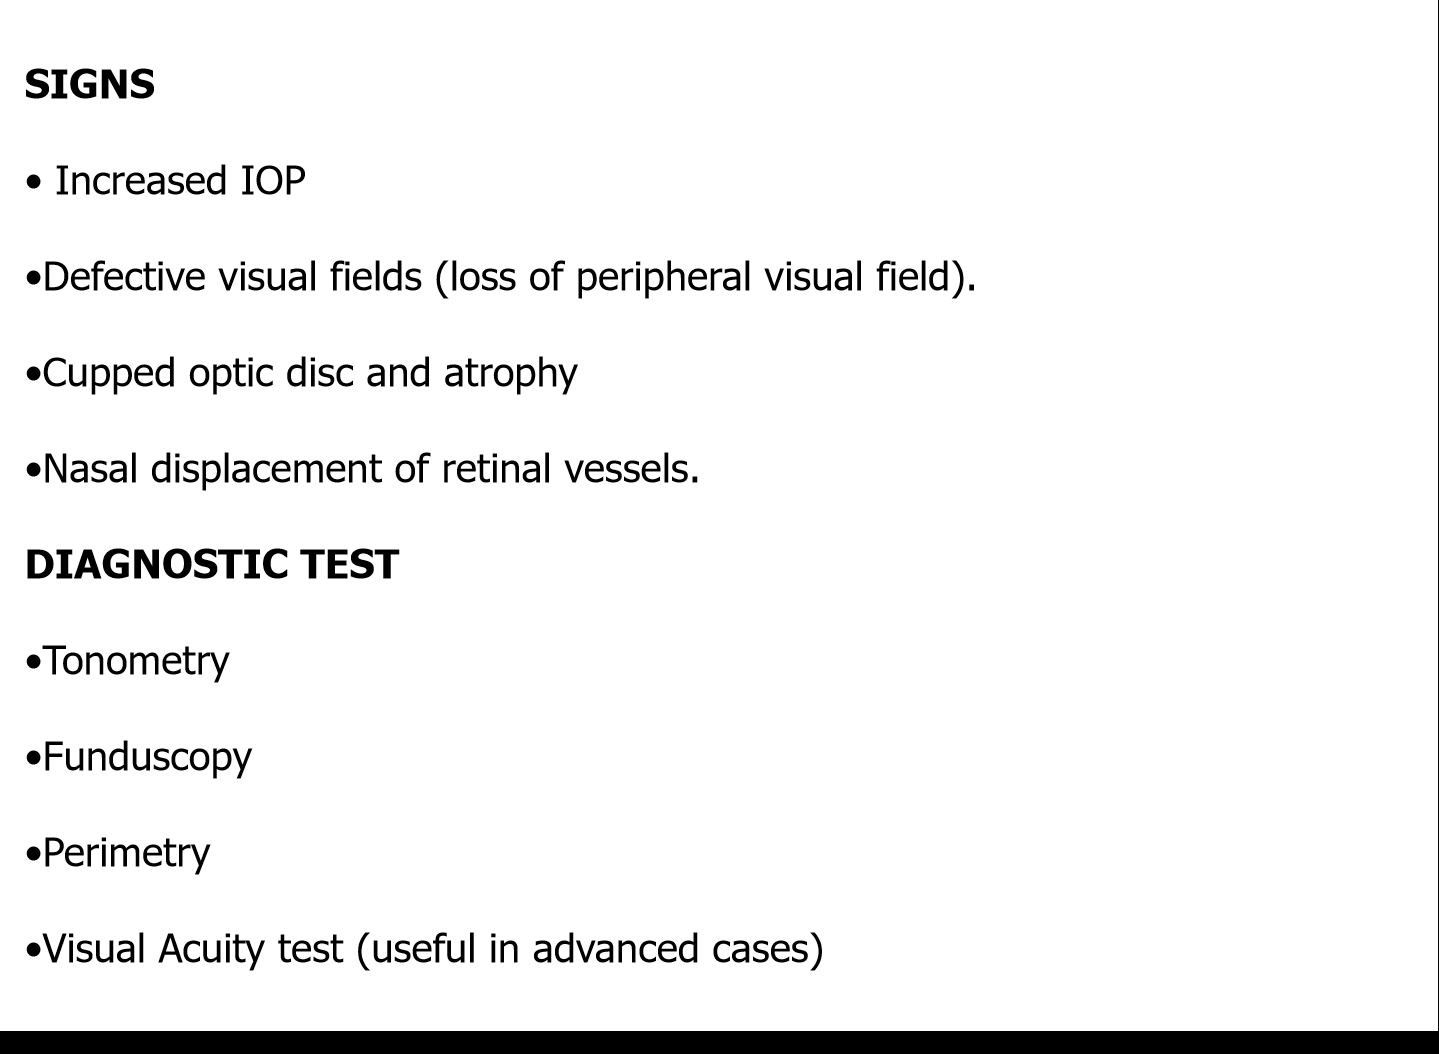 SIGNS
• Increased IOP
•Defective visual fields (loss of peripheral visual field).
•Cupped optic disc and atrophy
•Nasal displacement of retinal vessels.
DIAGNOSTIC TEST
•Tonometry
•Funduscopy
•Perimetry
•Visual Acuity test (useful in advanced cases)